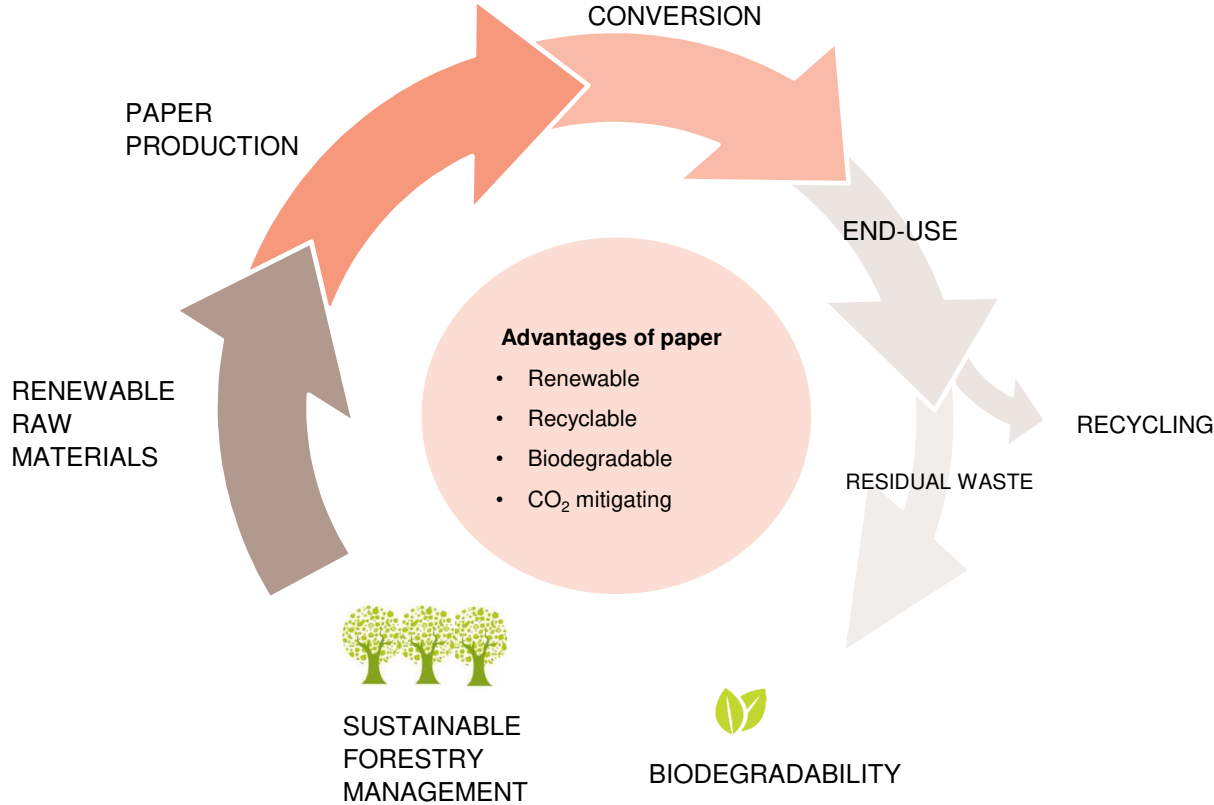 CONVERSION
PAPER
PRODUCTION
END-USE
Advantages of paper
• Renewable
• Recyclable
• Biodegradable
• CO₂ mitigating
RENEWABLE
RAW
MATERIALS
RECYCLING
RESIDUAL WASTE
SUSTAINABLE
FORESTRY
MANAGEMENT
BIODEGRADABILITY